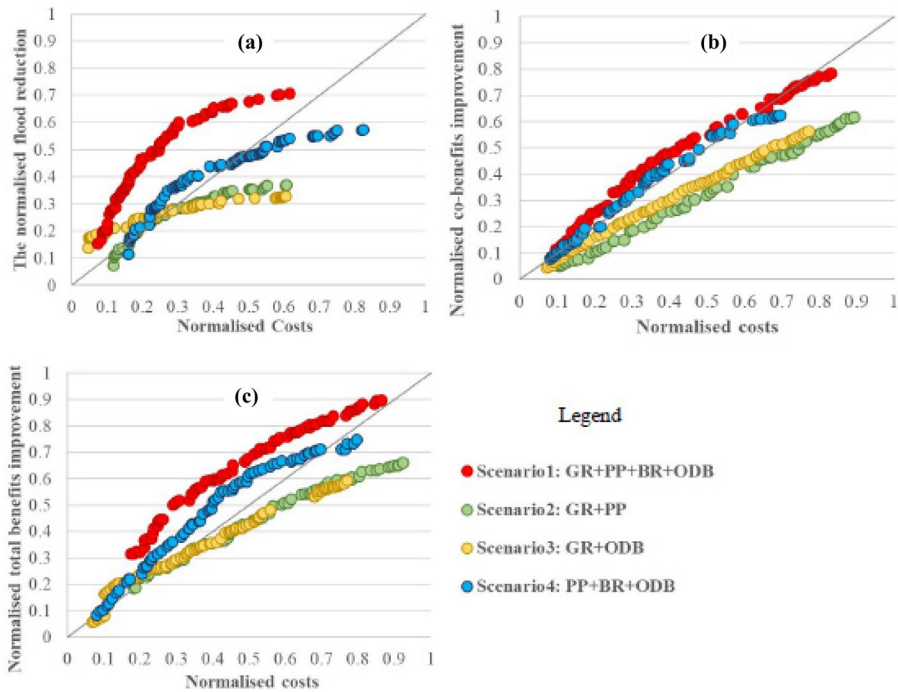 (a)
The normalised flood reduction
1
0.9
0.8
0.7
0.6
0.5
0.4
0.3
0.2
0.1
0
0 0.1 0.2 0.3 0.4 0.5 0.6 0.7 0.8 0.9 1
Normalised Costs
(b)
Normalised co-benefits improvement
1
0.9
0.8
0.7
0.6
0.5
0.4
0.3
0.2
0.1
0
0 0.1 0.2 0.3 0.4 0.5 0.6 0.7 0.8 0.9 1
Normalised costs
(c)
Normalised total benefits improvement
1
0.9
0.8
0.7
0.6
0.5
0.4
0.3
0.2
0.1
0
0 0.1 0.2 0.3 0.4 0.5 0.6 0.7 0.8 0.9 1
Normalised costs
Legend
Scenario1: GR+PP+BR+ODB
Scenario2: GR+PP
Scenario3: GR+ODB
Scenario4: PP+BR+ODB